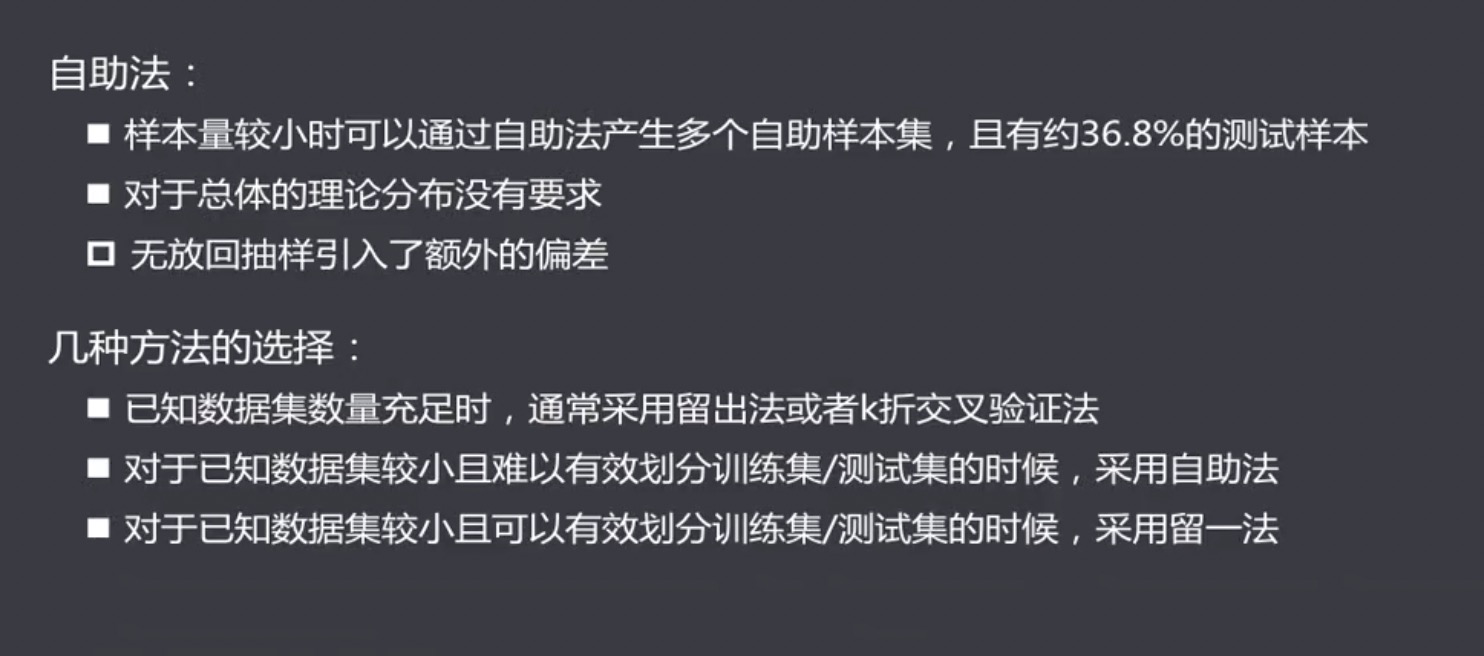 自助法：
■ 样本量较小时可以通过自助法产生多个自助样本集，且有约36.8%的测试样本
■ 对于总体的理论分布没有要求
□ 无放回抽样引入了额外的偏差
几种方法的选择：
■ 已知数据集数量充足时，通常采用留出法或者k折交叉验证法
■ 对于已知数据集较小且难以有效划分训练集/测试集的时候，采用自助法
■ 对于已知数据集较小且可以有效划分训练集/测试集的时候，采用留一法